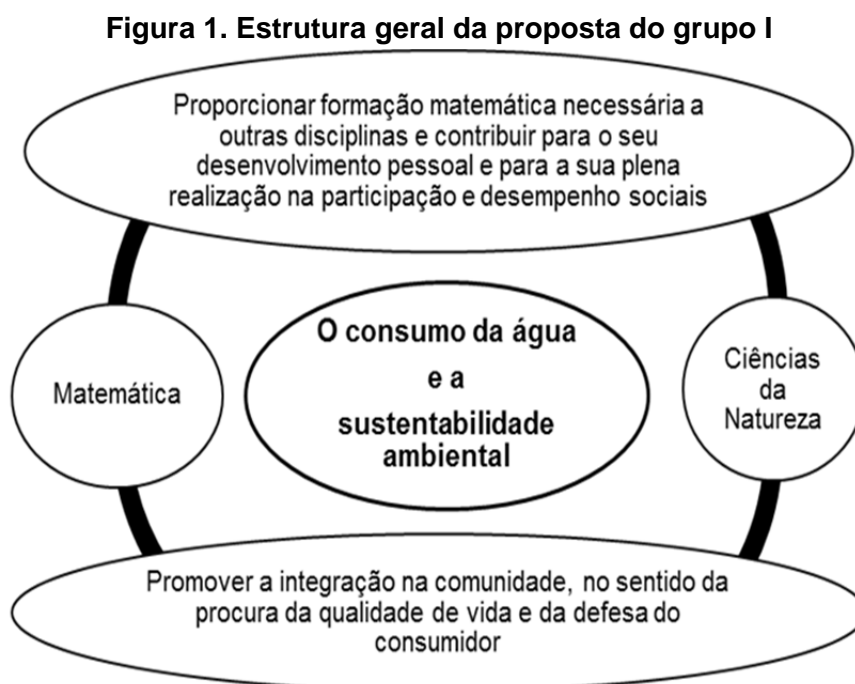 Figura 1. Estrutura geral da proposta do grupo I
Proporcionar formação matemática necessária a
outras disciplinas e contribuir para o seu
desenvolvimento pessoal e para a sua plena
realização na participação e desempenho sociais
Matemática
O consumo da água
e a
sustentabilidade
ambiental
Ciências
da
Natureza
Promover a integração na comunidade, no sentido da
procura da qualidade de vida e da defesa do
consumidor